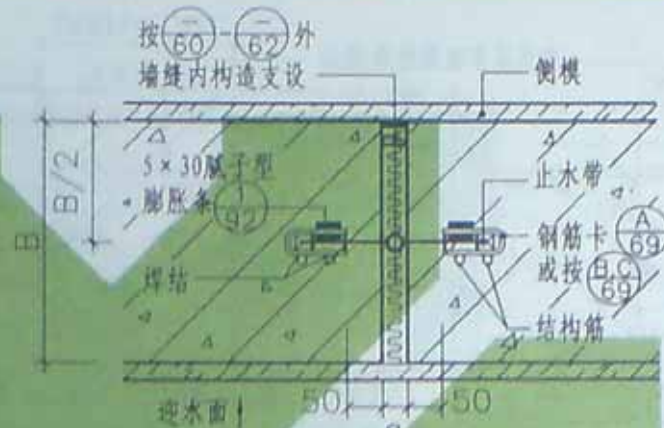 按 一/60 - 一/62 外
墙缝内构造支设
侧模
5×30腻子型
膨胀条 1/92
止水带
钢筋卡 A/69
或按 B,C/69
焊结
结构筋
B/2
B
迎水面
50
50